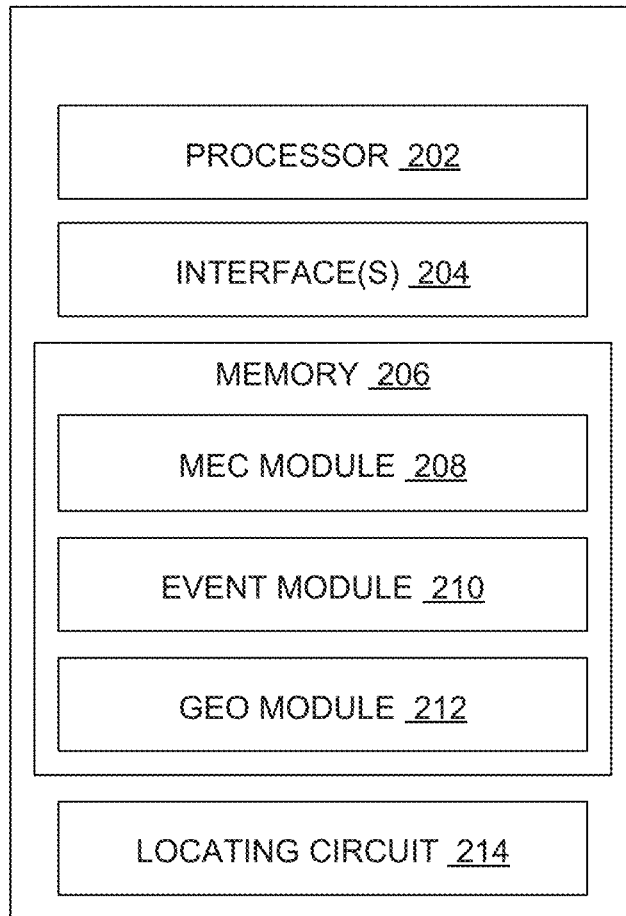 PROCESSOR 202
INTERFACE(S) 204
MEMORY 206
MEC MODULE 208
EVENT MODULE 210
GEO MODULE 212
LOCATING CIRCUIT 214